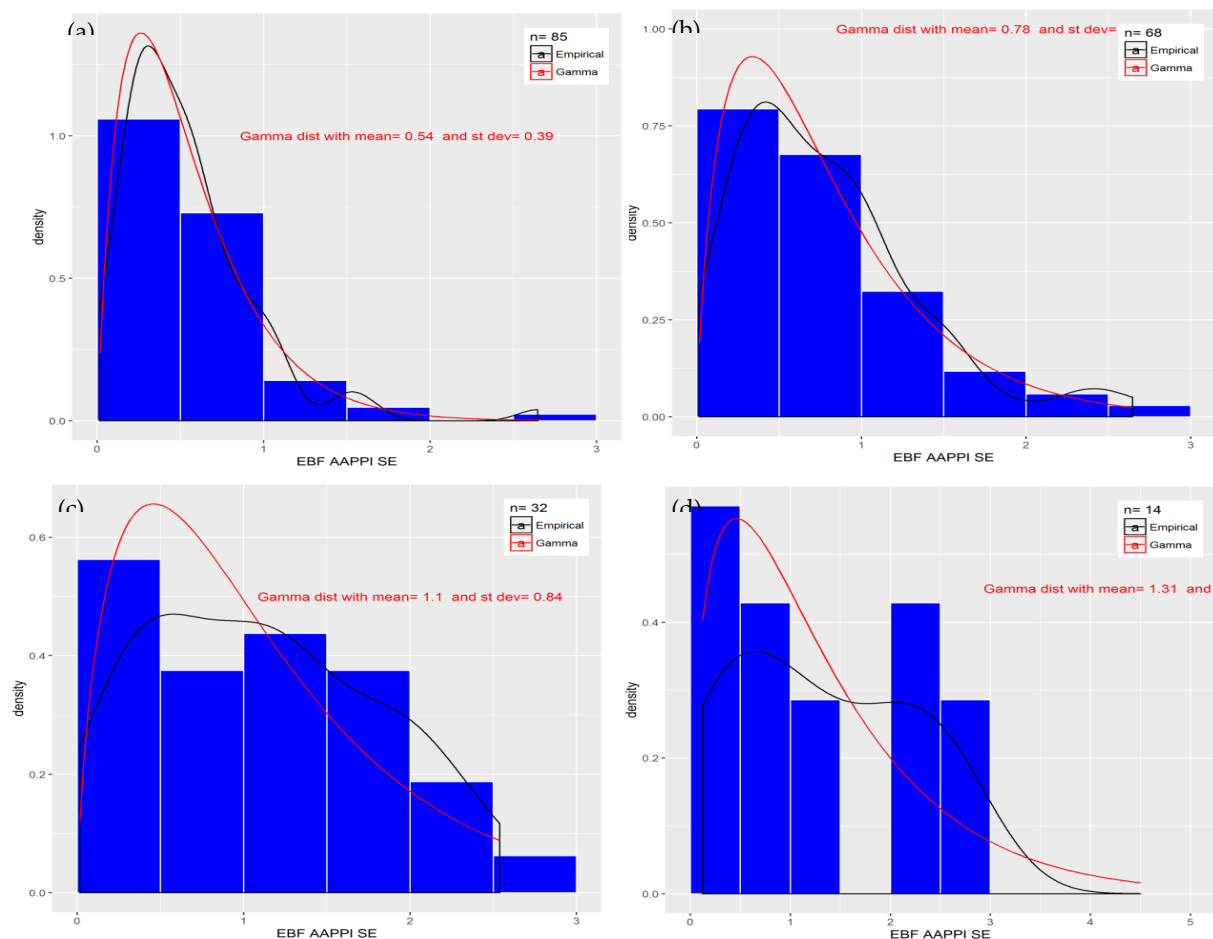 (a)
n= 85
a Empirical
a Gamma
Gamma dist with mean= 0.54 and st dev= 0.39
density
1.0
0.5
0.0
0 1 2 3
EBF AAPPI SE
(b)
Gamma dist with mean= 0.78 and st dev=
n= 68
a Empirical
a Gamma
density
1.00
0.75
0.50
0.25
0.00
0 1 2 3
EBF AAPPI SE
(c)
n= 32
a Empirical
a Gamma
Gamma dist with mean= 1.1 and st dev= 0.84
density
0.6
0.4
0.2
0.0
0 1 2 3
EBF AAPPI SE
(d)
n= 14
a Empirical
a Gamma
Gamma dist with mean= 1.31 and
density
0.4
0.2
0.0
0 1 2 3 4 5
EBF AAPPI SE